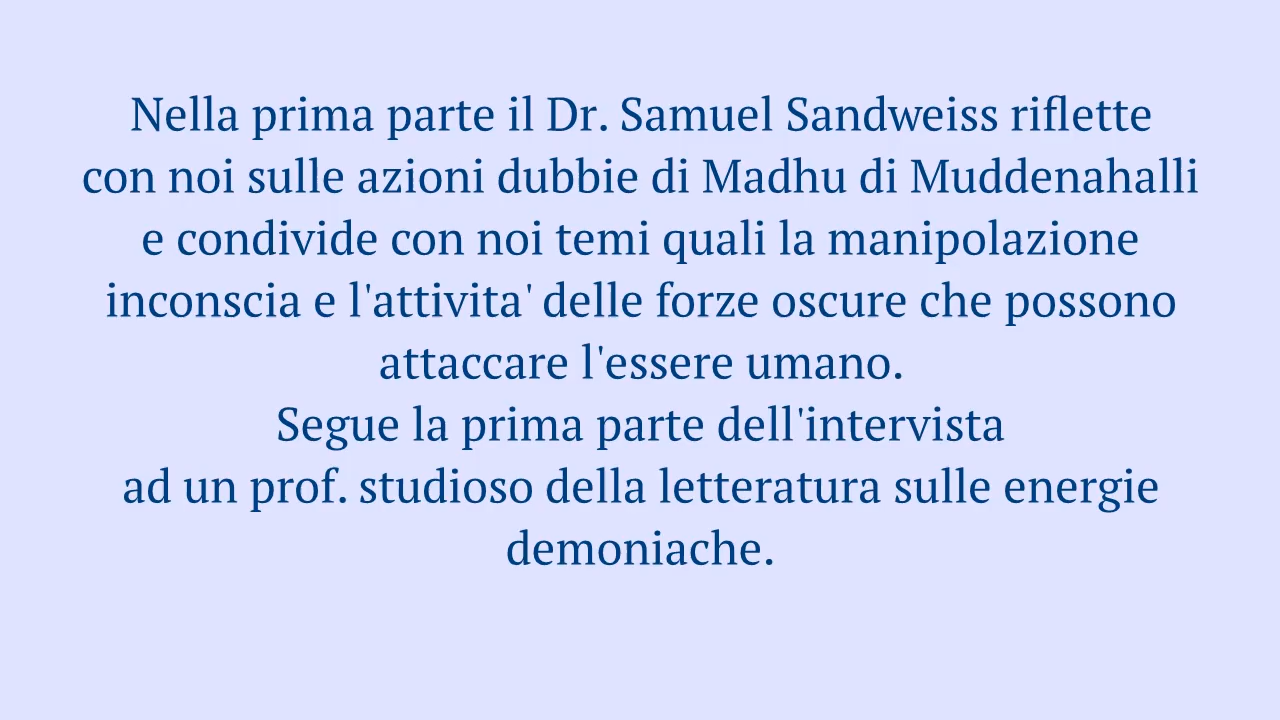 Nella prima parte il Dr. Samuel Sandweiss riflette
con noi sulle azioni dubbie di Madhu di Muddenahalli
e condivide con noi temi quali la manipolazione
inconscia e l'attivita' delle forze oscure che possono
attaccare l'essere umano.
Segue la prima parte dell'intervista
ad un prof. studioso della letteratura sulle energie
demoniache.